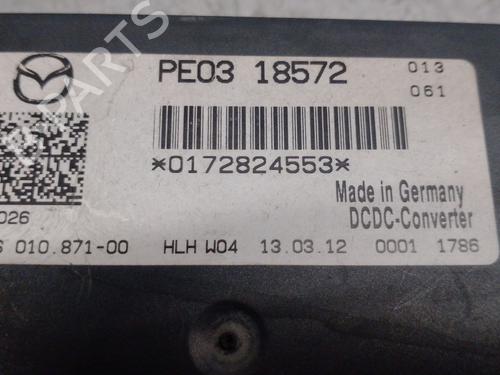 PE03 18572
013
061
*0172824553*
Made in Germany
DCDC-Converter
026
010.871-00 HLH W04 13.03.12 0001 1786
PARTS